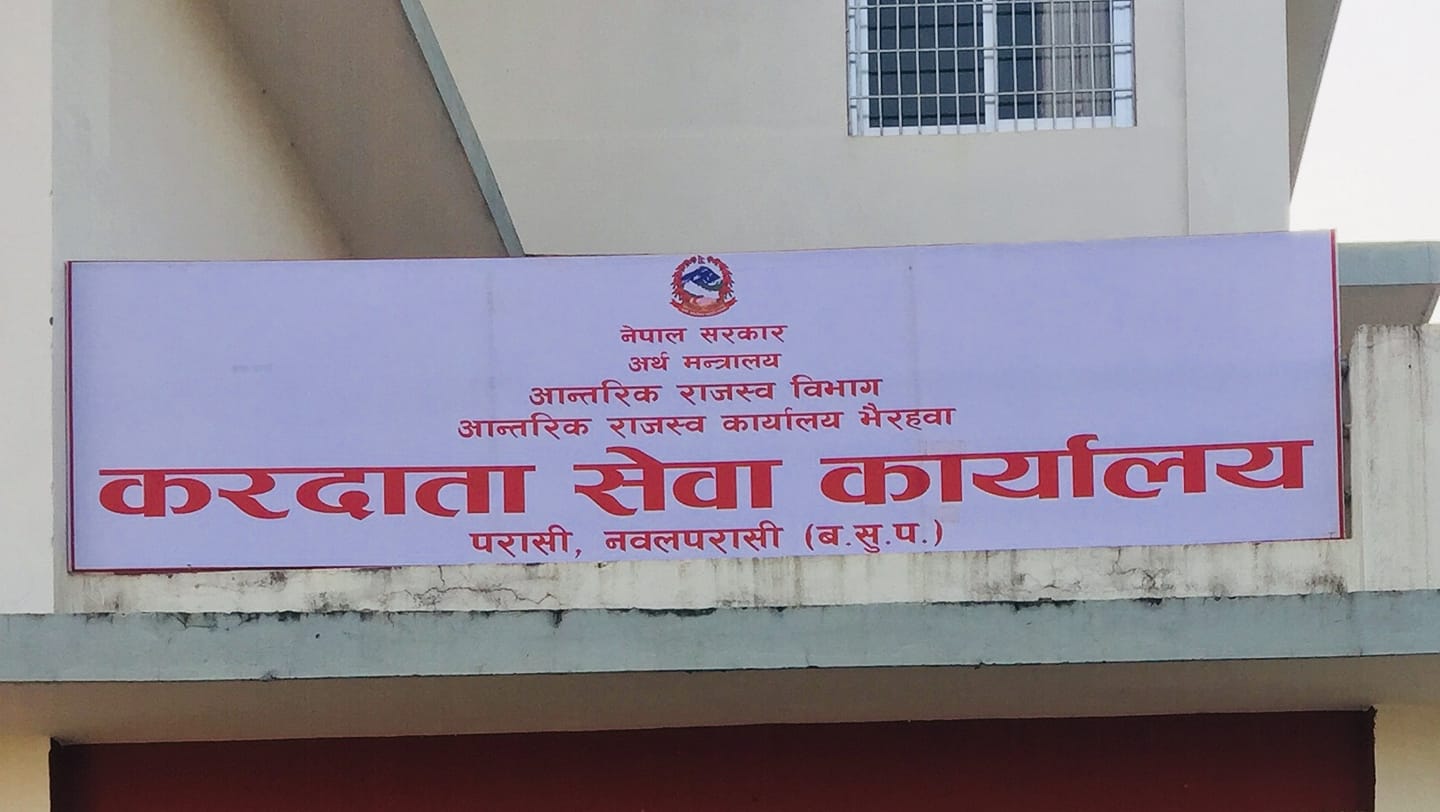 नेपाल सरकार
अर्थ मन्त्रालय
आन्तरिक राजस्व विभाग
आन्तरिक राजस्व कार्यालय भैरहवा
करदाता सेवा कार्यालय
परासी, नवलपरासी (ब.सु.प.)